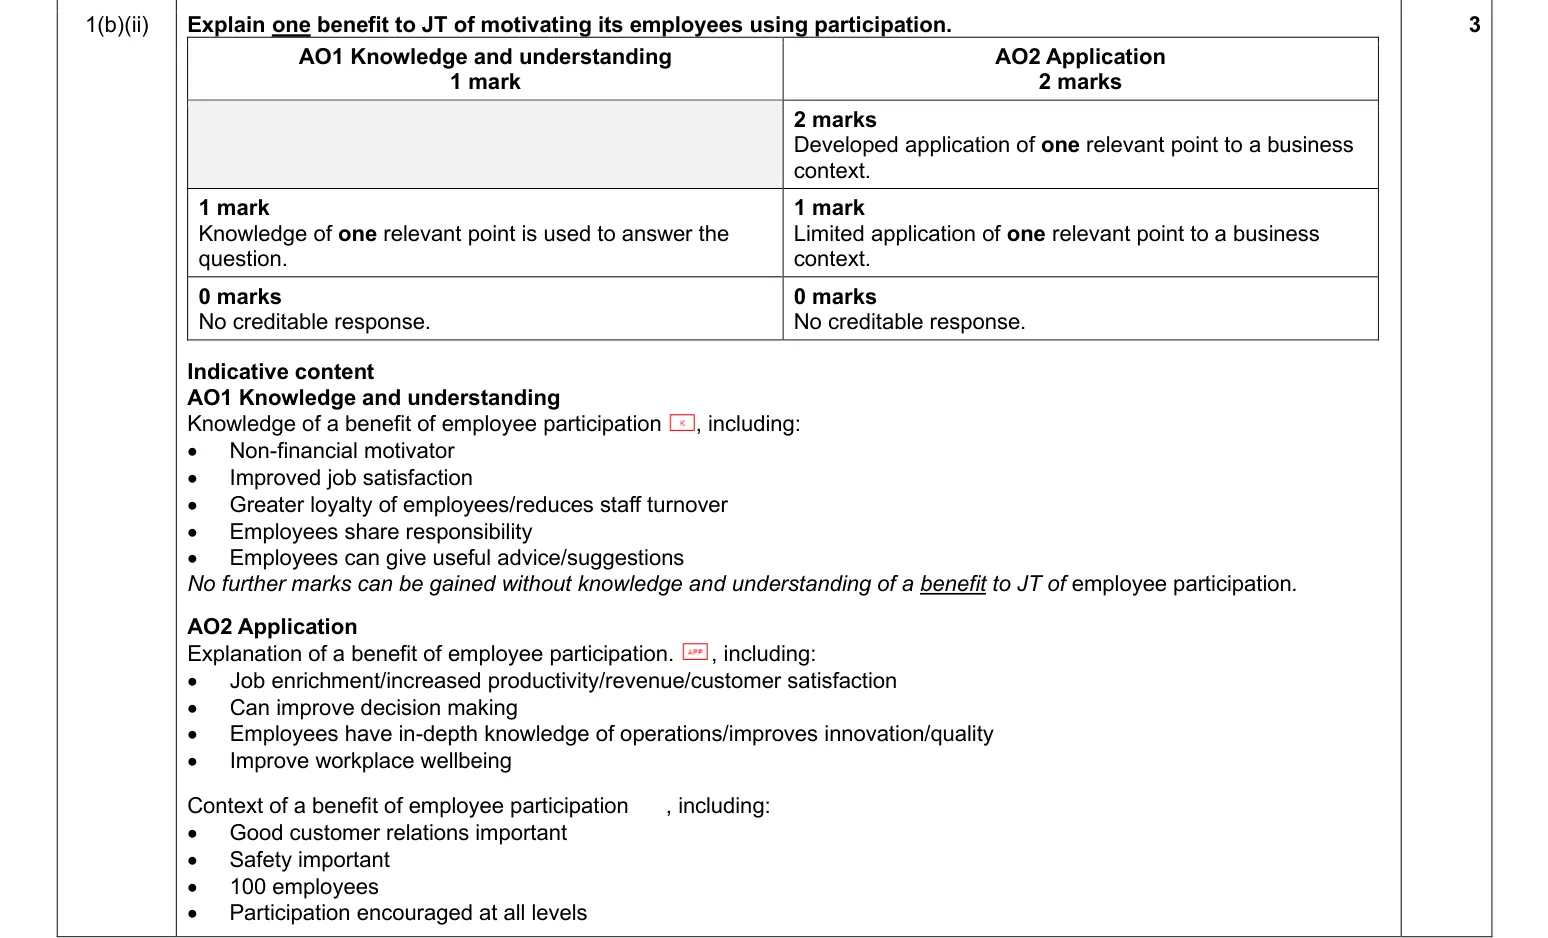 1(b)(ii) Explain one benefit to JT of motivating its employees using participation. 3
AO1 Knowledge and understanding
1 mark
AO2 Application
2 marks
2 marks
Developed application of one relevant point to a business
context.
1 mark
Knowledge of one relevant point is used to answer the
question.
1 mark
Limited application of one relevant point to a business
context.
0 marks
No creditable response.
0 marks
No creditable response.
Indicative content
AO1 Knowledge and understanding
Knowledge of a benefit of employee participation K, including:
• Non-financial motivator
• Improved job satisfaction
• Greater loyalty of employees/reduces staff turnover
• Employees share responsibility
• Employees can give useful advice/suggestions
No further marks can be gained without knowledge and understanding of a benefit to JT of employee participation.
AO2 Application
Explanation of a benefit of employee participation. APP, including:
• Job enrichment/increased productivity/revenue/customer satisfaction
• Can improve decision making
• Employees have in-depth knowledge of operations/improves innovation/quality
• Improve workplace wellbeing
Context of a benefit of employee participation , including:
• Good customer relations important
• Safety important
• 100 employees
• Participation encouraged at all levels